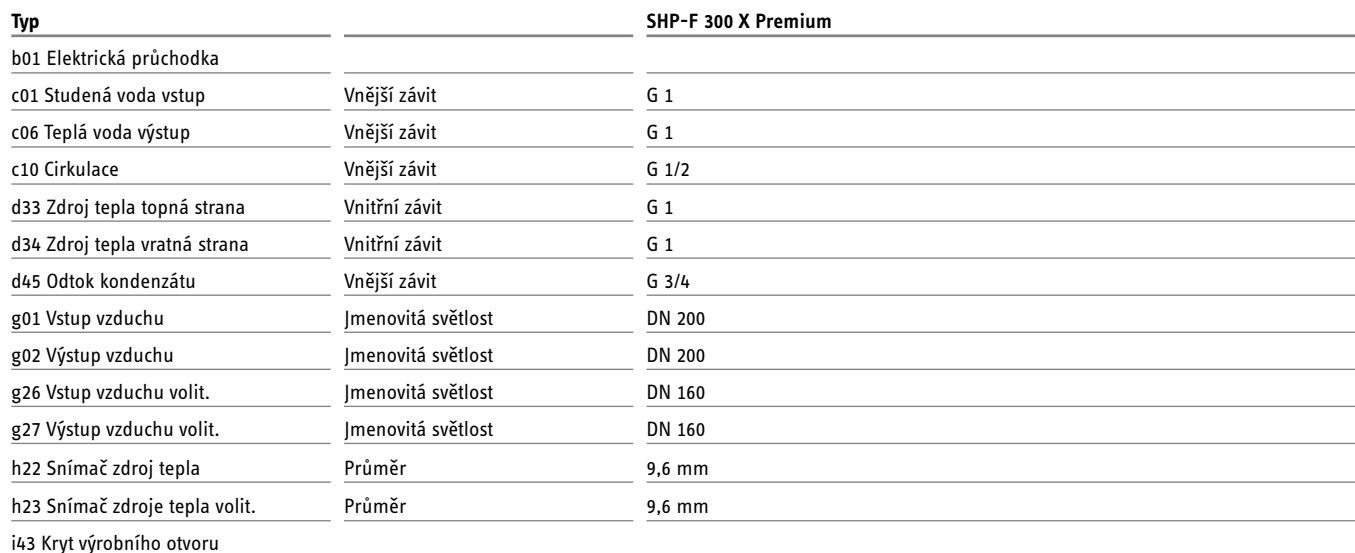 Typ SHP-F 300 X Premium
b01 Elektrická průchodka
c01 Studená voda vstup Vnější závit G 1
c06 Teplá voda výstup Vnější závit G 1
c10 Cirkulace Vnější závit G 1/2
d33 Zdroj tepla topná strana Vnitřní závit G 1
d34 Zdroj tepla vratná strana Vnitřní závit G 1
d45 Odtok kondenzátu Vnější závit G 3/4
g01 Vstup vzduchu Jmenovitá světlost DN 200
g02 Výstup vzduchu Jmenovitá světlost DN 200
g26 Vstup vzduchu volit. Jmenovitá světlost DN 160
g27 Výstup vzduchu volit. Jmenovitá světlost DN 160
h22 Snímač zdroj tepla Průměr 9,6 mm
h23 Snímač zdroje tepla volit. Průměr 9,6 mm
i43 Kryt výrobního otvoru